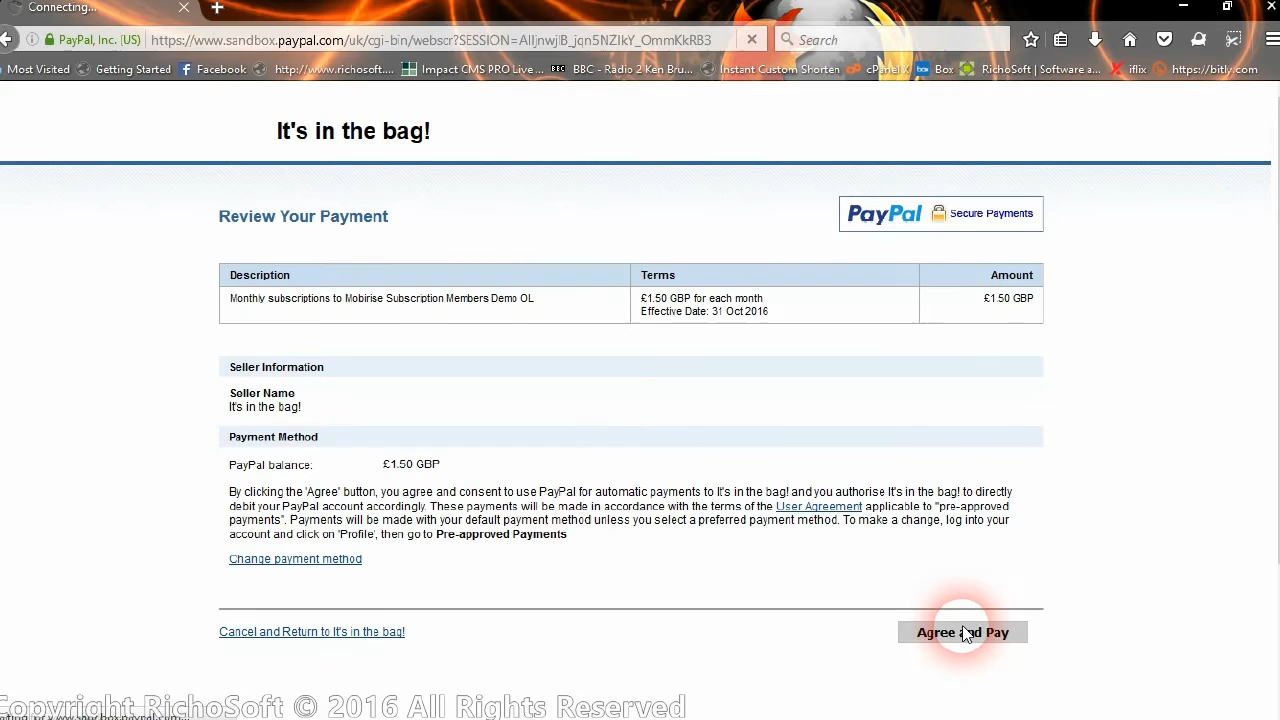 Connecting...
PayPal, Inc. (US)
https://www.sandbox.paypal.com/uk/cgi-bin/webscr?SESSION=
Search
Most Visited
Getting Started
Facebook
http://www.richosoft....
Impact CMS PRO Live ...
BBC - Radio 2 Ken Bru...
Instant Custom Shorten
cPanel X
Box
RichoSoft | Software a...
iflix
https://bitly.com
It's in the bag!
Review Your Payment
PayPal Secure Payments
Description
Terms
Amount
Monthly subscriptions to Mobirise Subscription Members Demo OL
£1.50 GBP for each month
£1.50 GBP
Effective Date: 31 Oct 2016
Seller Information
Seller Name
It's in the bag!
Payment Method
PayPal balance:
£1.50 GBP
By clicking the 'Agree' button, you agree and consent to use PayPal for automatic payments to It's in the bag! and you authorise It's in the bag! to directly
debit your PayPal account accordingly. These payments will be made in accordance with the terms of the User Agreement applicable to "pre-approved
payments". Payments will be made with your default payment method unless you select a preferred payment method. To make a change, log into your
account and click on 'Profile', then go to Pre-approved Payments
Change payment method
Cancel and Return to It's in the bag!
Agree and Pay
Copyright RichoSoft © 2016 All Rights Reserved